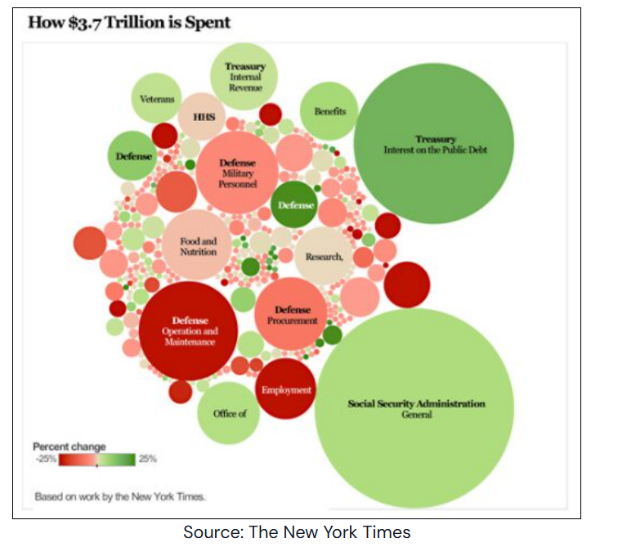 How $3.7 Trillion is Spent
Treasury
Internal
Revenue
Veterans
HHS
Benefits
Treasury
Interest on the Public Debt
Defense
Defense
Military
Personnel
Defense
Food and
Nutrition
Research,
Defense
Operation and
Maintenance
Defense
Procurement
Employment
Office of
Social Security Administration
General
Percent change
-25%
25%
Based on work by the New York Times.
Source: The New York Times